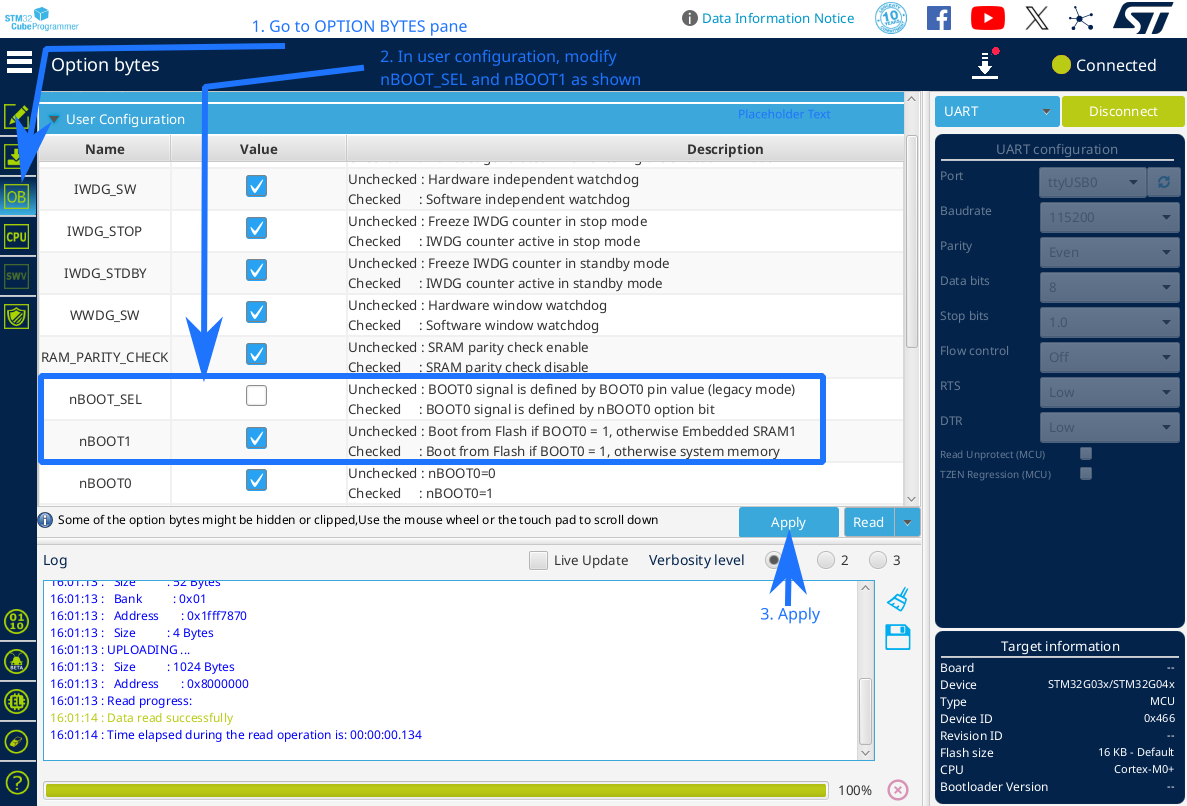 STM32
CubeProgrammer
1. Go to OPTION BYTES pane
Data Information Notice
10
Option bytes
2. In user configuration, modify
nBOOT_SEL and nBOOT1 as shown
Connected
User Configuration
Placeholder Text
Name Value Description
IWDG_SW
Unchecked : Hardware independent watchdog
Checked : Software independent watchdog
IWDG_STOP
Unchecked : Freeze IWDG counter in stop mode
Checked : IWDG counter active in stop mode
IWDG_STDBY
Unchecked : Freeze IWDG counter in standby mode
Checked : IWDG counter active in standby mode
WWDG_SW
Unchecked : Hardware window watchdog
Checked : Software window watchdog
RAM_PARITY_CHECK
Unchecked : SRAM parity check enable
Checked : SRAM parity check disable
nBOOT_SEL
Unchecked : BOOT0 signal is defined by BOOT0 pin value (legacy mode)
Checked : BOOT0 signal is defined by nBOOT0 option bit
nBOOT1
Unchecked : Boot from Flash if BOOT0 = 1, otherwise Embedded SRAM1
Checked : Boot from Flash if BOOT0 = 1, otherwise system memory
nBOOT0
Unchecked : nBOOT0=0
Checked : nBOOT0=1
OB
CPU
SWV
Some of the option bytes might be hidden or clipped,Use the mouse wheel or the touch pad to scroll down
Apply
Read
Log
Live Update
Verbosity level
2
3
3. Apply
16:01:13 : Size : 52 Bytes
16:01:13 : Bank : 0x01
16:01:13 : Address : 0x1fff7870
16:01:13 : Size : 4 Bytes
16:01:13 : UPLOADING ...
16:01:13 : Size : 1024 Bytes
16:01:13 : Address : 0x8000000
16:01:13 : Read progress:
16:01:14 : Data read successfully
16:01:14 : Time elapsed during the read operation is: 00:00:00.134
100%
UART
Disconnect
UART configuration
Port ttyUSB0
Baudrate 115200
Parity Even
Data bits 8
Stop bits 1.0
Flow control Off
RTS Low
DTR Low
Read Unprotect (MCU)
TZEN Regression (MCU)
Target information
Board --
Device STM32G03x/STM32G04x
Type MCU
Device ID 0x466
Revision ID --
Flash size 16 KB - Default
CPU Cortex-M0+
Bootloader Version --